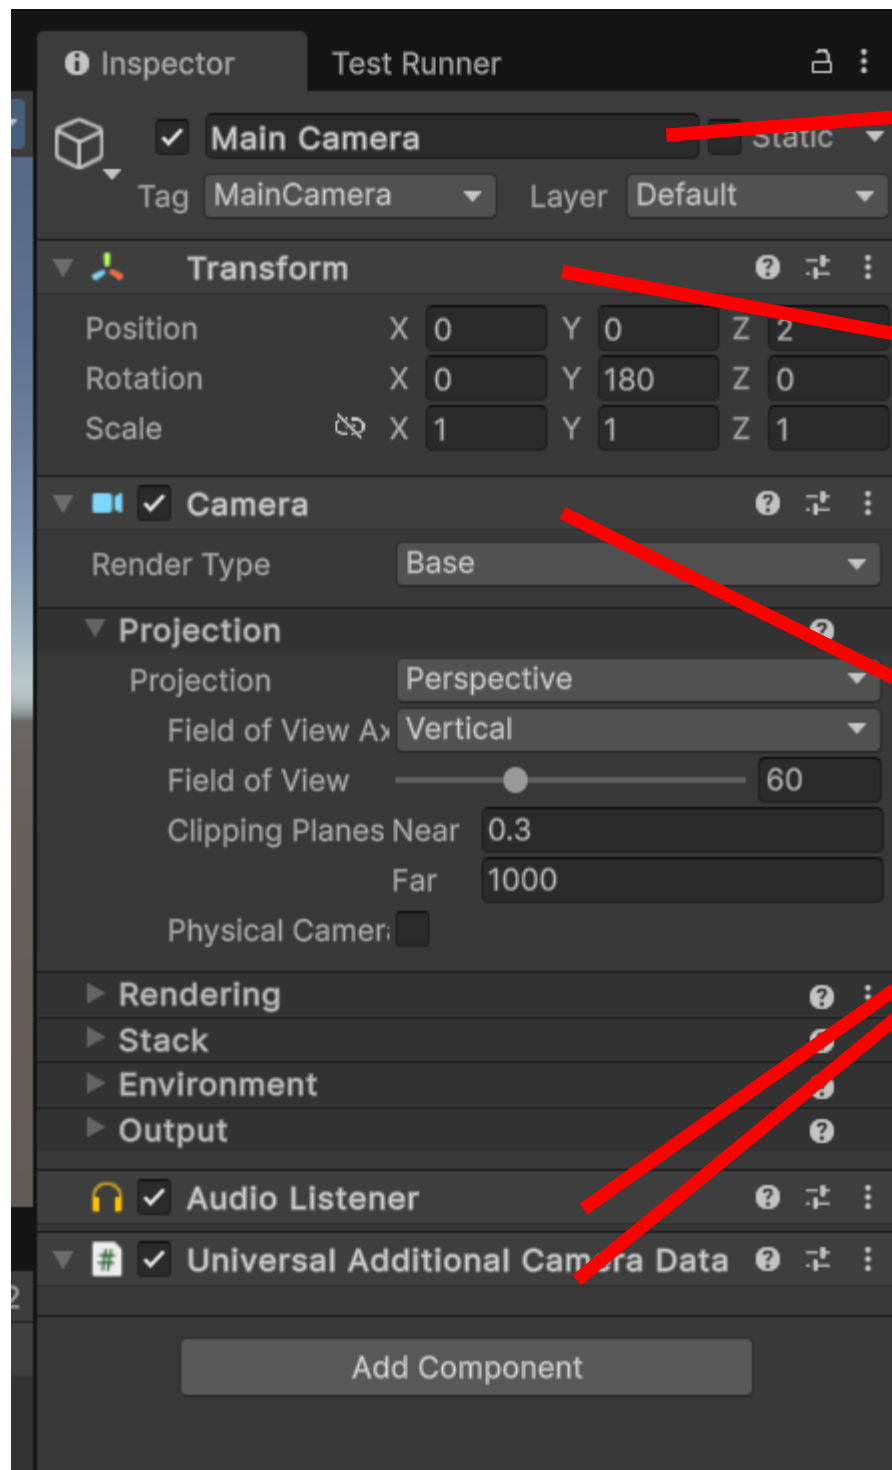 Inspector Test Runner
Main Camera Static
Tag MainCamera Layer Default
Transform
Position X 0 Y 0 Z 2
Rotation X 0 Y 180 Z 0
Scale X 1 Y 1 Z 1
Camera
Render Type Base
Projection
Projection Perspective
Field of View Ax Vertical
Field of View 60
Clipping Planes Near 0.3
Far 1000
Physical Camera
Rendering
Stack
Environment
Output
Audio Listener
# Universal Additional Camera Data
2
Add Component